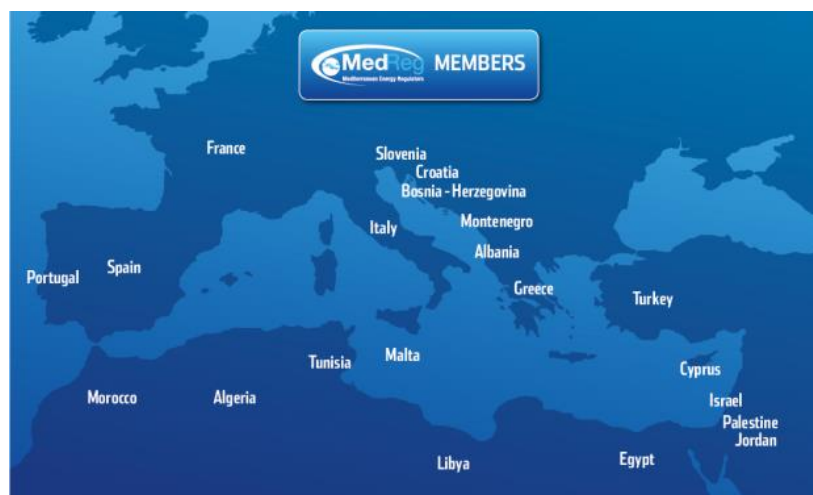 MedReg MEMBERS
Mediterranean Energy Regulators
France
Slovenia
Croatia
Bosnia - Herzegovina
Italy
Montenegro
Albania
Portugal
Spain
Greece
Turkey
Tunisia
Malta
Cyprus
Morocco
Algeria
Israel
Palestine
Jordan
Libya
Egypt